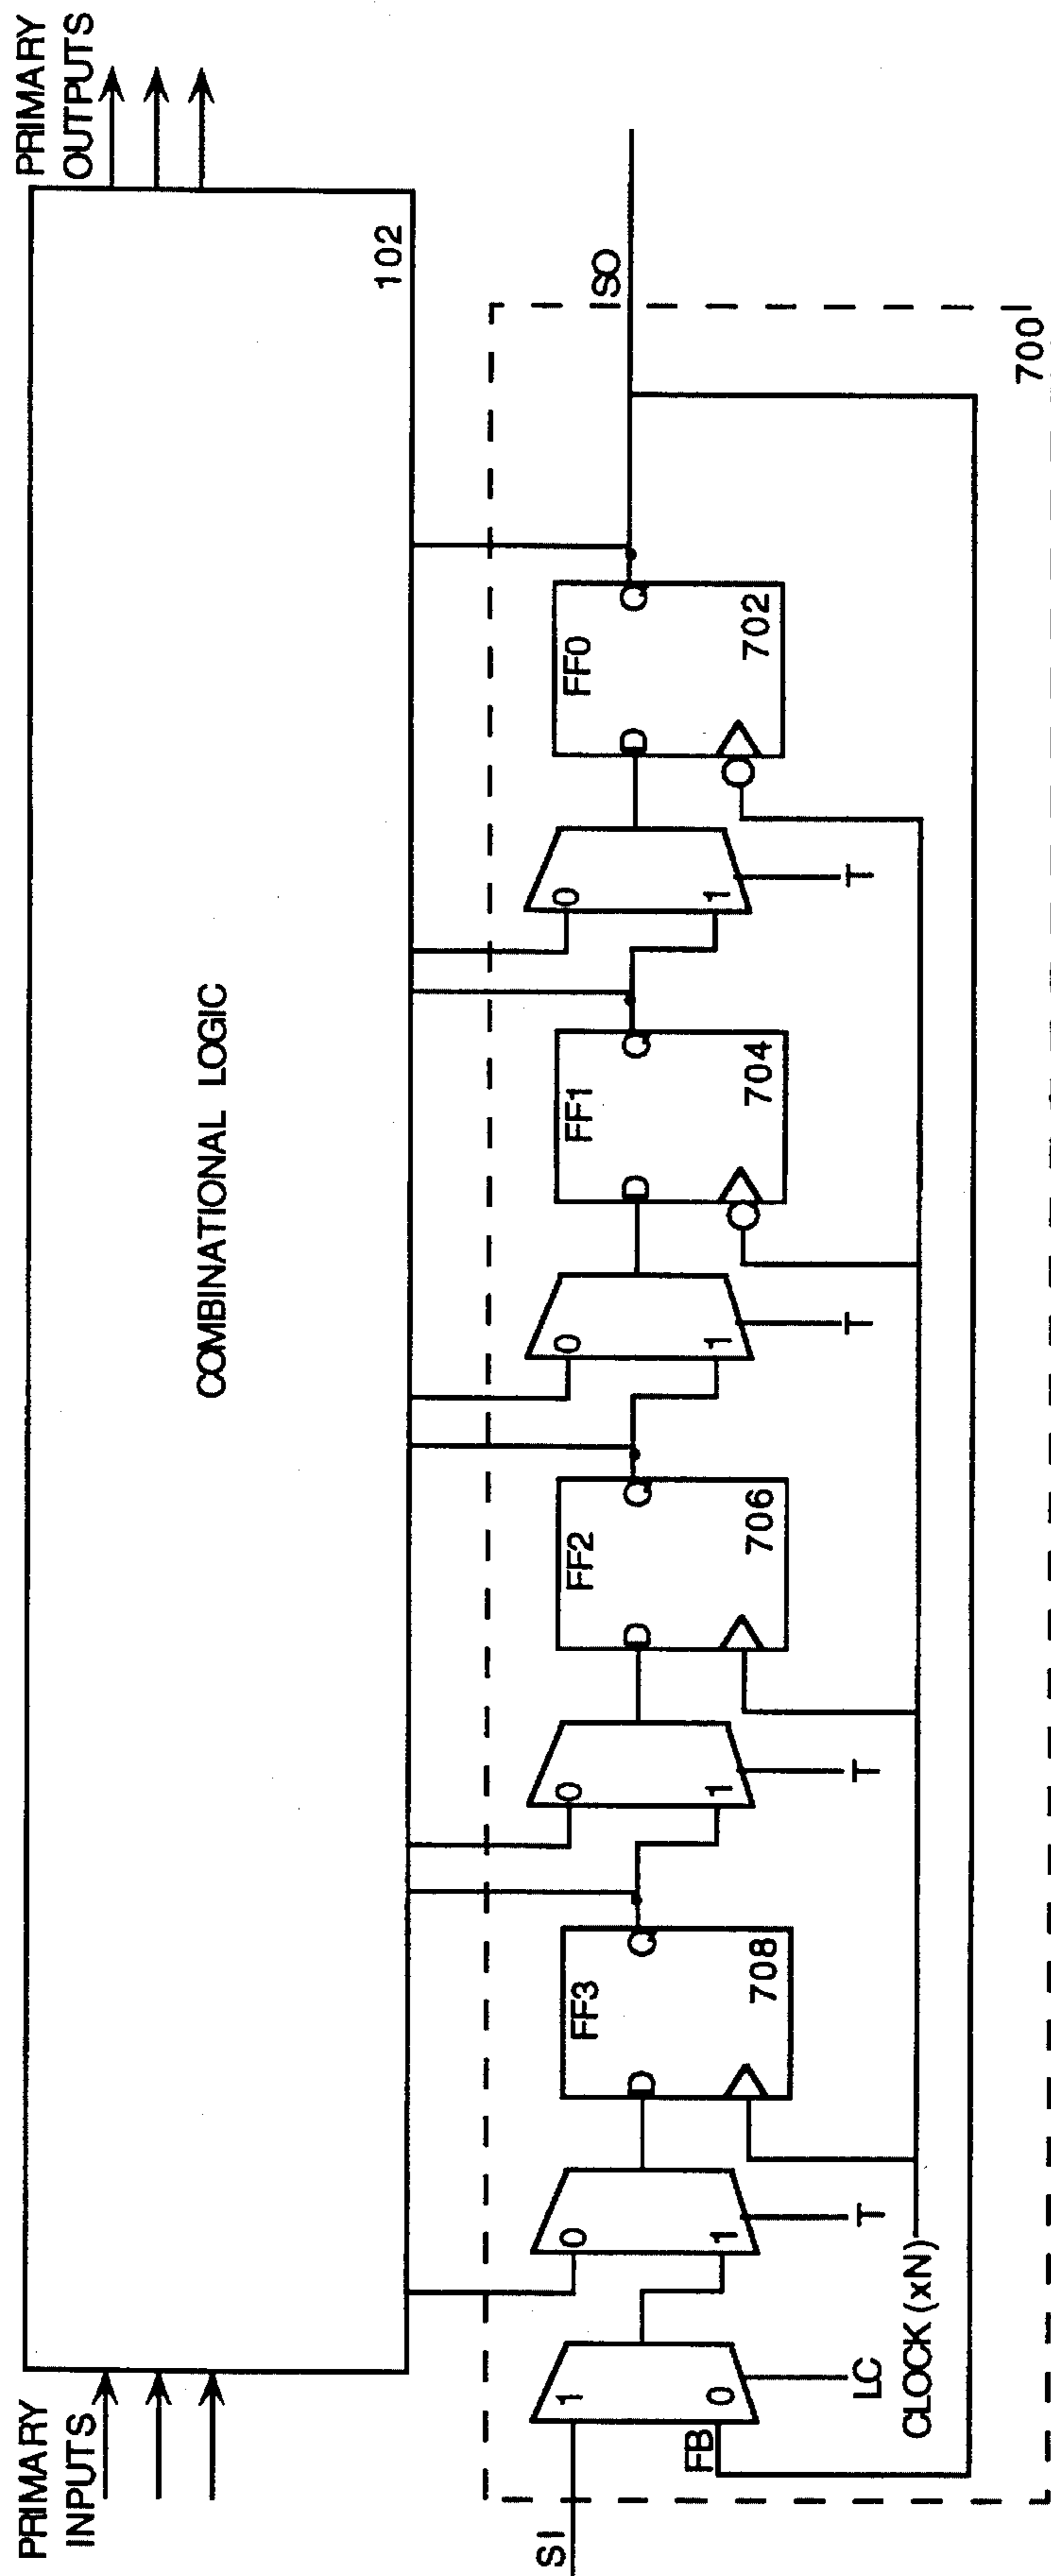 PRIMARY
INPUTS
COMBINATIONAL LOGIC
102
PRIMARY
OUTPUTS
SI
FB
1
0
LC
0
1
T
FF3
D
Q
708
0
1
T
FF2
D
Q
706
0
1
T
FF1
D
Q
704
0
1
T
FF0
D
Q
702
SO
CLOCK (xN)
700